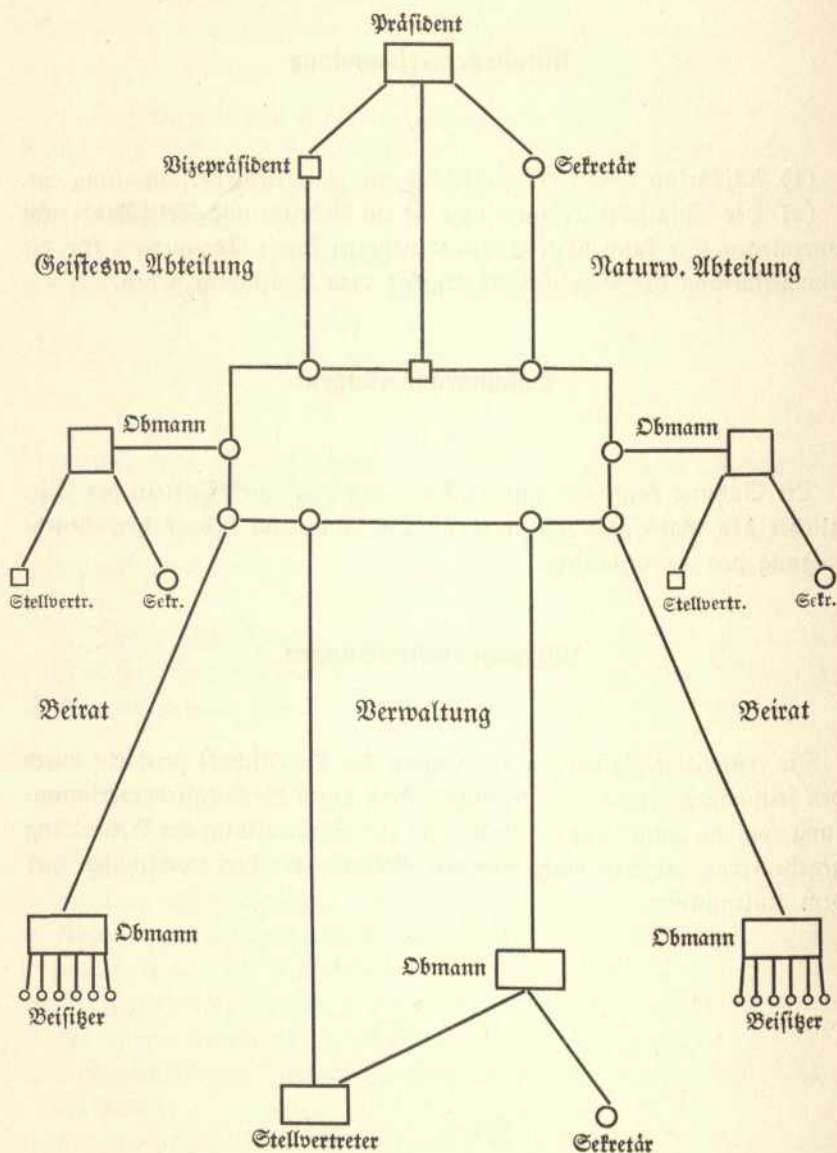 Präsident
Vizepräsident
Sekretär
Geistesw. Abteilung
Naturw. Abteilung
Obmann
Obmann
Stellvertr.
Sekr.
Stellvertr.
Sekr.
Beirat
Verwaltung
Beirat
Obmann
Obmann
Obmann
Beisitzer
Beisitzer
Stellvertreter
Sekretär